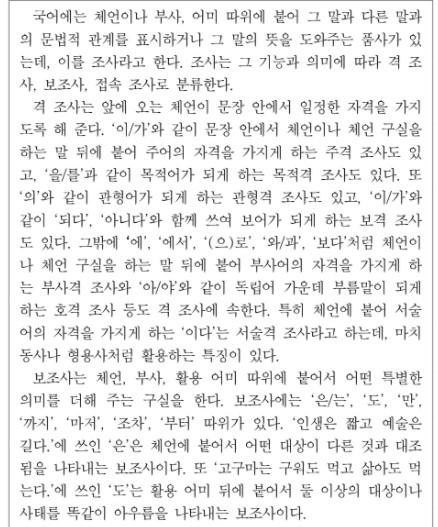 국어에는 체언이나 부사, 어미 따위에 붙어 그 말과 다른 말과
의 문법적 관계를 표시하거나 그 말의 뜻을 도와주는 품사가 있
는데, 이를 조사라고 한다. 조사는 그 기능과 의미에 따라 격 조
사, 보조사, 접속 조사로 분류한다.
격 조사는 앞에 오는 체언이 문장 안에서 일정한 자격을 가지
도록 해 준다. ‘이/가’와 같이 문장 안에서 체언이나 체언 구실을
하는 말 뒤에 붙어 주어의 자격을 가지게 하는 주격 조사도 있
고, ‘을/를’과 같이 목적어가 되게 하는 목적격 조사도 있다. 또
‘의’와 같이 관형어가 되게 하는 관형격 조사도 있고, ‘이/가’와
같이 ‘되다’, ‘아니다’와 함께 쓰여 보어가 되게 하는 보격 조사
도 있다. 그밖에 ‘에’, ‘에서’, ‘(으)로’, ‘와/과’, ‘보다’처럼 체언이
나 체언 구실을 하는 말 뒤에 붙어 부사어의 자격을 가지게 하
는 부사격 조사와 ‘아/야’와 같이 독립어 가운데 부름말이 되게
하는 호격 조사 등도 격 조사에 속한다. 특히 체언에 붙어 서술
어의 자격을 가지게 하는 ‘이다’는 서술격 조사라고 하는데, 마치
동사나 형용사처럼 활용하는 특징이 있다.
보조사는 체언, 부사, 활용 어미 따위에 붙어서 어떤 특별한
의미를 더해 주는 구실을 한다. 보조사에는 ‘은/는’, ‘도’, ‘만’,
‘까지’, ‘마저’, ‘조차’, ‘부터’ 따위가 있다. ‘인생은 짧고 예술은
길다.’에 쓰인 ‘은’은 체언에 붙어서 어떤 대상이 다른 것과 대조
됨을 나타내는 보조사이다. 또 ‘고구마는 구워도 먹고 삶아도 먹
는다.’에 쓰인 ‘도’는 활용 어미 뒤에 붙어서 둘 이상의 대상이나
사태를 똑같이 아우름을 나타내는 보조사이다.